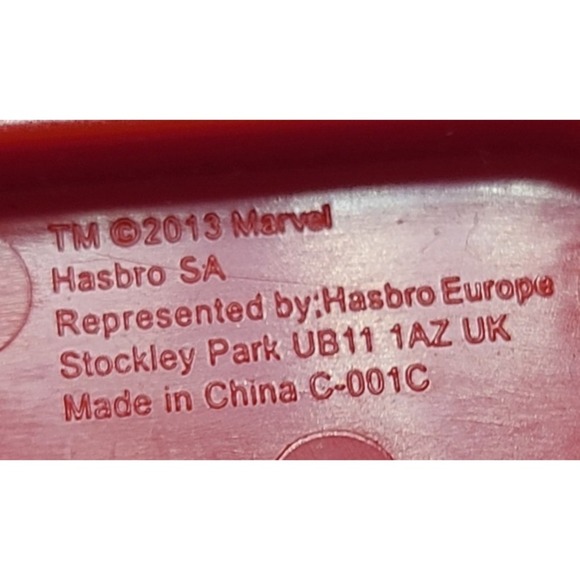 TM ©2013 Marvel
Hasbro SA
Represented by;Hasbro Europe
Stockley Park UB11 1AZ UK
Made in China C-001C